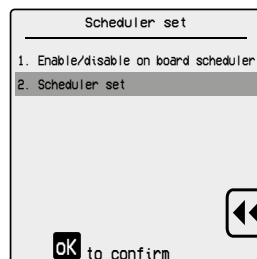 Scheduler set
1. Enable/disable on board scheduler
2. Scheduler set
OK to confirm